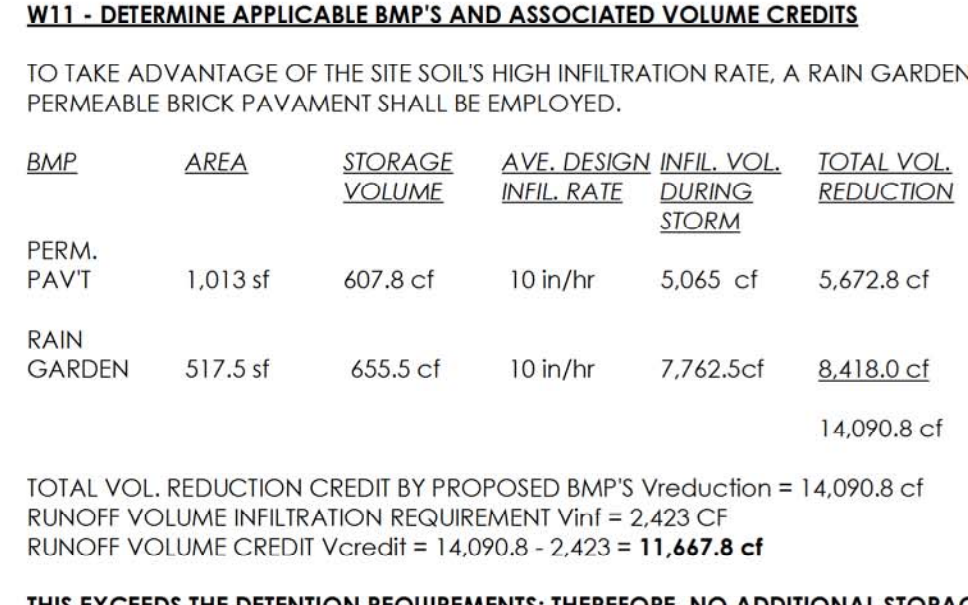 W11 - DETERMINE APPLICABLE BMP'S AND ASSOCIATED VOLUME CREDITS
TO TAKE ADVANTAGE OF THE SITE SOIL'S HIGH INFILTRATION RATE, A RAIN GARDEN
PERMEABLE BRICK PAVAMENT SHALL BE EMPLOYED.
BMP AREA STORAGE AVE. DESIGN INFIL. VOL. TOTAL VOL.
VOLUME INFIL. RATE DURING REDUCTION
STORM
PERM.
PAV'T 1,013 sf 607.8 cf 10 in/hr 5,065 cf 5,672.8 cf
RAIN
GARDEN 517.5 sf 655.5 cf 10 in/hr 7,762.5cf 8,418.0 cf
14,090.8 cf
TOTAL VOL. REDUCTION CREDIT BY PROPOSED BMP'S Vreduction = 14,090.8 cf
RUNOFF VOLUME INFILTRATION REQUIREMENT Vinf = 2,423 CF
RUNOFF VOLUME CREDIT Vcredit = 14,090.8 - 2,423 = 11,667.8 cf
THIS EXCEEDS THE DETENTION REQUIREMENTS; THEREFORE, NO ADDITIONAL STORAG